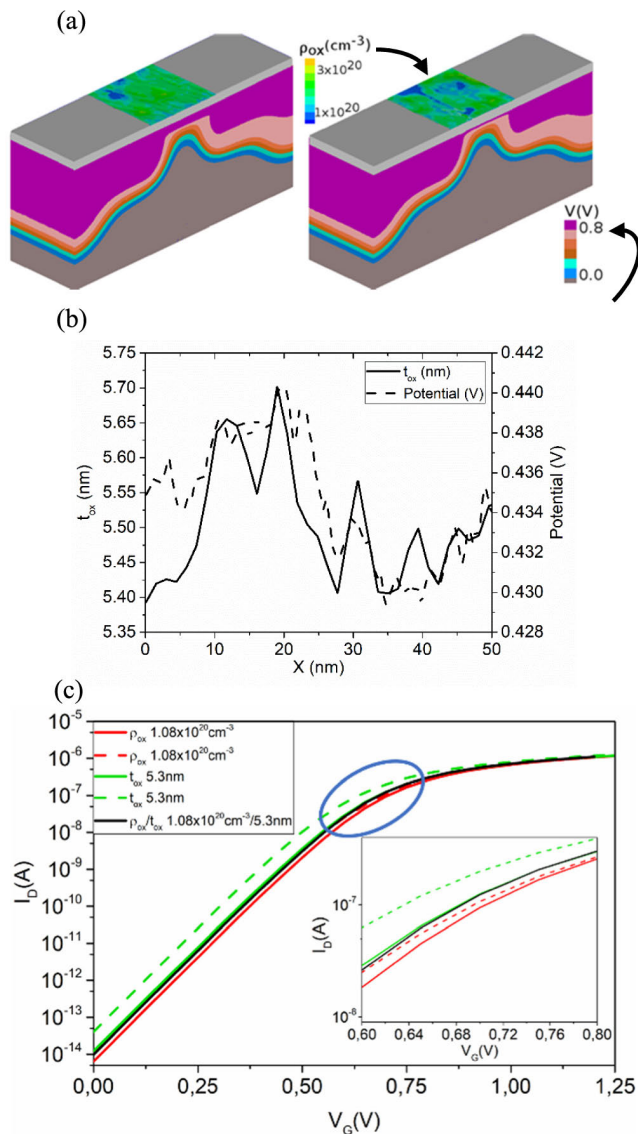 (a)
ρox(cm-3)
3x10^20
1x10^20
V(V)
0.8
0.0
(b)
5.75
5.70
5.65
5.60
5.55
5.50
5.45
5.40
5.35
tox (nm)
tox (nm)
Potential (V)
0.442
0.440
0.438
0.436
0.434
0.432
0.430
0.428
Potential (V)
0 10 20 30 40 50
X (nm)
(c)
10^-5
10^-6
10^-7
10^-8
10^-9
10^-10
10^-11
10^-12
10^-13
10^-14
ID(A)
ρox 1.08x10^20cm-3
ρox 1.08x10^20cm-3
tox 5.3nm
tox 5.3nm
ρox/tox 1.08x10^20cm-3/5.3nm
10^-7
10^-8
ID(A)
0,60 0,64 0,68 0,72 0,76 0,80
VG(V)
0,00 0,25 0,50 0,75 1,00 1,25
VG(V)